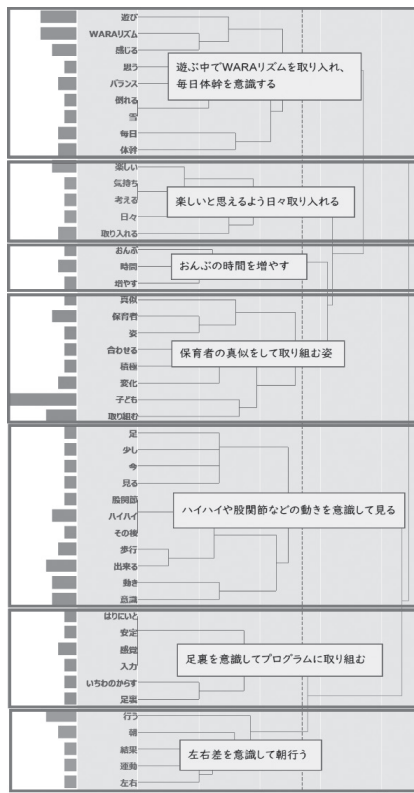 遊び
WARAリズム
感じる
思う
バランス
倒れる
雪
毎日
体幹
遊ぶ中でWARAリズムを取り入れ、
毎日体幹を意識する
楽しい
気持ち
考える
日々
取り入れる
楽しいと思えるよう日々取り入れる
おんぶ
時間
増やす
おんぶの時間を増やす
真似
保育者
姿
合わせる
積極
変化
子ども
取り組む
保育者の真似をして取り組む姿
足
少し
今
見る
股関節
ハイハイ
その後
歩行
出来る
動き
意識
ハイハイや股関節などの動きを意識して見る
はりにいと
安定
感覚
入力
いちわのからす
足裏
足裏を意識してプログラムに取り組む
行う
朝
結果
運動
左右
左右差を意識して朝行う